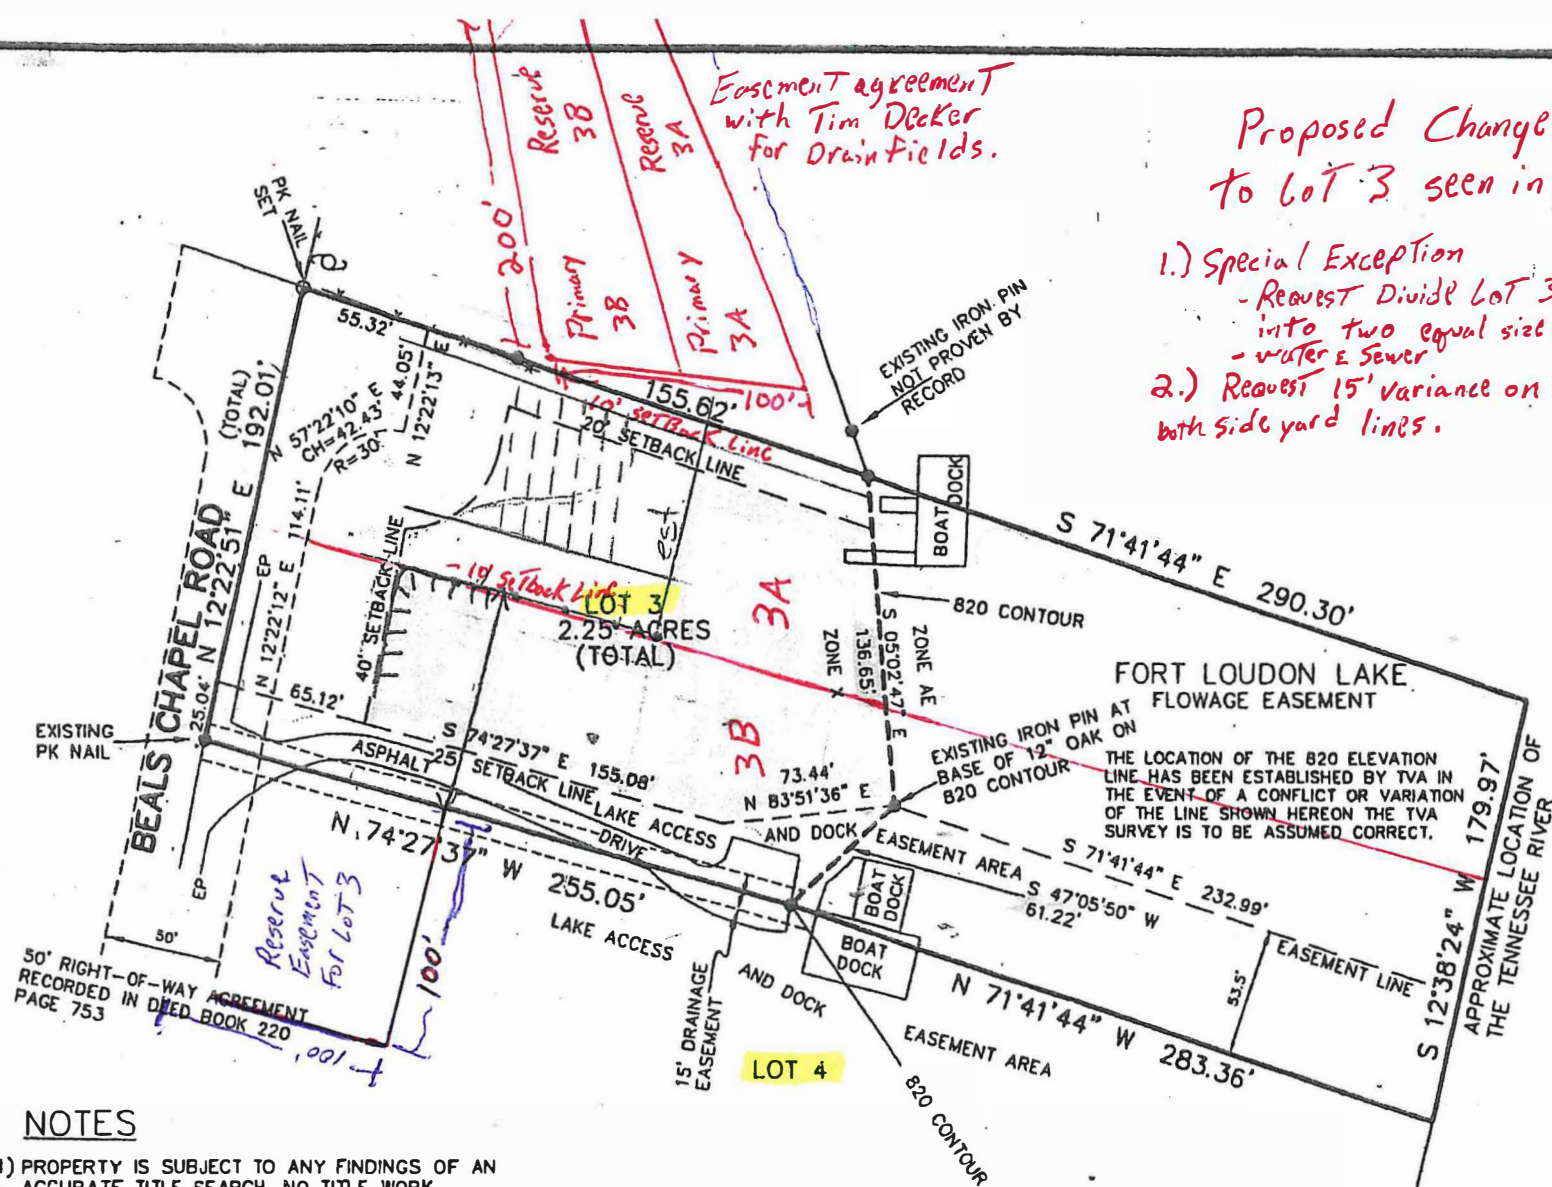 Easement agreement
with Tim Decker
for Drainfields.
Proposed Change
to Lot 3 seen in
1.) Special Exception
- Request Divide Lot 3
into two equal size
- water & Sewer
2.) Request 15' variance on
both side yard lines.
Reserve
3B
Reserve
3A
Primary
3B
Primary
3A
200'
100'
PK NAIL
SET
55.32'
155.62'
10' SetBack Line
20' SETBACK LINE
EXISTING IRON PIN
NOT PROVEN BY
RECORD
BOAT DOCK
S 71°41'44" E 290.30'
(TOTAL)
N 12°22'51" E 192.01'
N 57°22'10" E
CH=42.43'
R=30'
44.05'
N 12°22'13" E
BEALS CHAPEL ROAD
EP
114.11'
N 12°22'12" E
40' SETBACK LINE
est
- 10' Setback Line
LOT 3
2.25 ACRES
(TOTAL)
3A
3B
ZONE X
ZONE AE
136.65'
S 05°02'47" E
820 CONTOUR
FORT LOUDON LAKE
FLOWAGE EASEMENT
25.04'
65.12'
EXISTING
PK NAIL
S 74°27'37" E 155.08'
ASPHALT
25' SETBACK LINE
DRIVE
LAKE ACCESS
AND DOCK
EASEMENT AREA
73.44'
N 83°51'36" E
EXISTING IRON PIN AT
BASE OF 12" OAK ON
820 CONTOUR
THE LOCATION OF THE 820 ELEVATION
LINE HAS BEEN ESTABLISHED BY TVA IN
THE EVENT OF A CONFLICT OR VARIATION
OF THE LINE SHOWN HEREON THE TVA
SURVEY IS TO BE ASSUMED CORRECT.
S 71°41'44" E 232.99'
S 47°05'50" W
61.22'
BOAT
DOCK
BOAT
DOCK
N 74°27'37" W 255.05'
LAKE ACCESS
AND DOCK
EASEMENT AREA
N 71°41'44" W 283.36'
53.5'
EASEMENT LINE
S 12°38'24" W 179.97'
APPROXIMATE LOCATION OF
THE TENNESSEE RIVER
EP
50'
50' RIGHT-OF-WAY AGREEMENT
RECORDED IN DEED BOOK 220
PAGE 753
Reserve
Easement
For Lot 3
100'
100'
15' DRAINAGE
EASEMENT
LOT 4
820 CONTOUR
NOTES
1) PROPERTY IS SUBJECT TO ANY FINDINGS OF AN
ACCURATE TITLE SEARCH. NO TITLE WORK